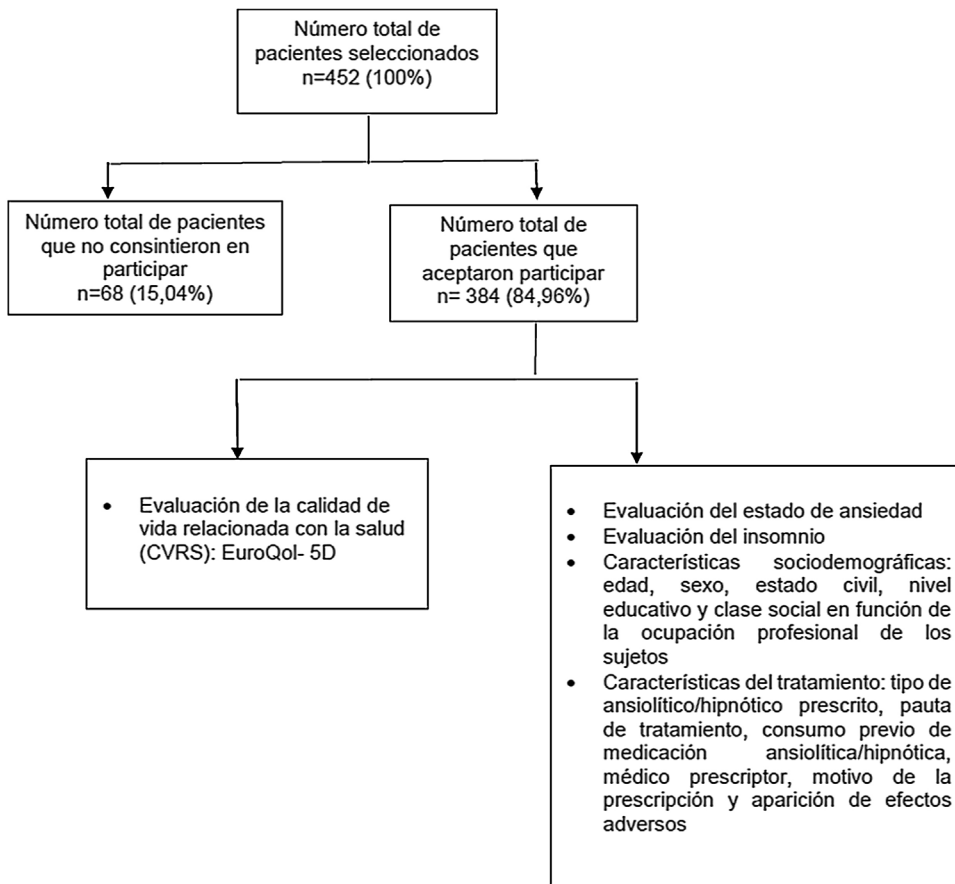 Número total de
pacientes seleccionados
n=452 (100%)
Número total de pacientes
que no consintieron en
participar
n=68 (15,04%)
Número total de
pacientes que
aceptaron participar
n= 384 (84,96%)
• Evaluación de la calidad de
vida relacionada con la salud
(CVRS): EuroQol- 5D
• Evaluación del estado de ansiedad
• Evaluación del insomnio
• Características sociodemográficas:
edad, sexo, estado civil, nivel
educativo y clase social en función de
la ocupación profesional de los
sujetos
• Características del tratamiento: tipo de
ansiolítico/hipnótico prescrito, pauta
de tratamiento, consumo previo de
medicación ansiolítica/hipnótica,
médico prescriptor, motivo de la
prescripción y aparición de efectos
adversos